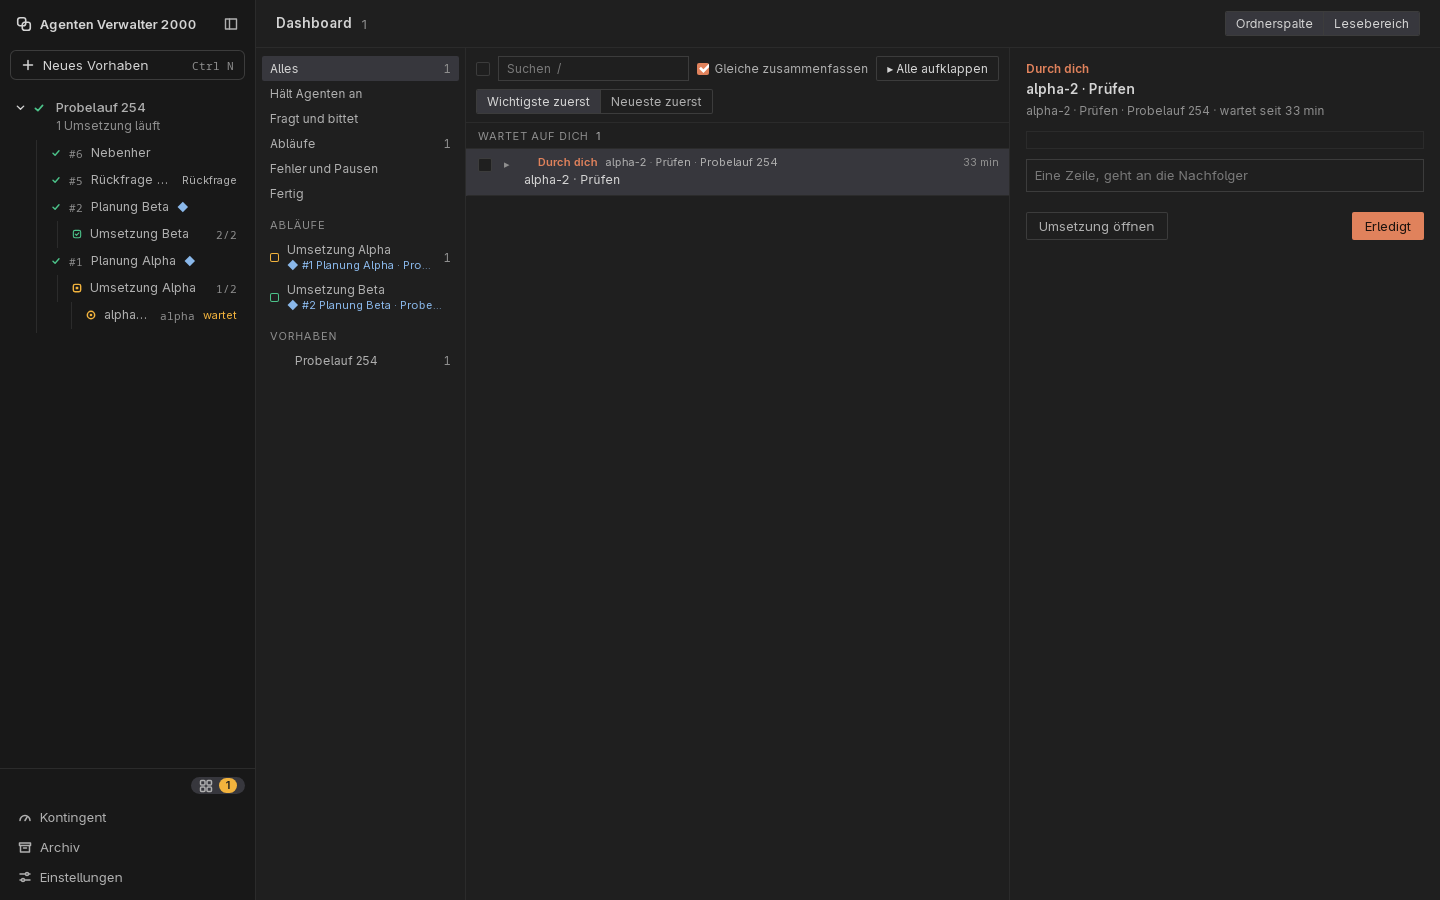 Agenten Verwalter 2000
Neues Vorhaben Ctrl N
Probelauf 254
1 Umsetzung läuft
#6 Nebenher
#5 Rückfrage … Rückfrage
#2 Planung Beta
Umsetzung Beta 2/2
#1 Planung Alpha
Umsetzung Alpha 1/2
alpha… alpha wartet
1
Kontingent
Archiv
Einstellungen
Dashboard 1
Ordnerspalte Lesebereich
Alles 1
Hält Agenten an
Fragt und bittet
Abläufe 1
Fehler und Pausen
Fertig
ABLÄUFE
Umsetzung Alpha 1
#1 Planung Alpha · Pro…
Umsetzung Beta
#2 Planung Beta · Probe…
VORHABEN
Probelauf 254 1
Suchen / Gleiche zusammenfassen ▸ Alle aufklappen
Wichtigste zuerst Neueste zuerst
WARTET AUF DICH 1
▸ Durch dich alpha-2 · Prüfen · Probelauf 254 33 min
alpha-2 · Prüfen
Durch dich
alpha-2 · Prüfen
alpha-2 · Prüfen · Probelauf 254 · wartet seit 33 min
Eine Zeile, geht an die Nachfolger
Umsetzung öffnen Erledigt